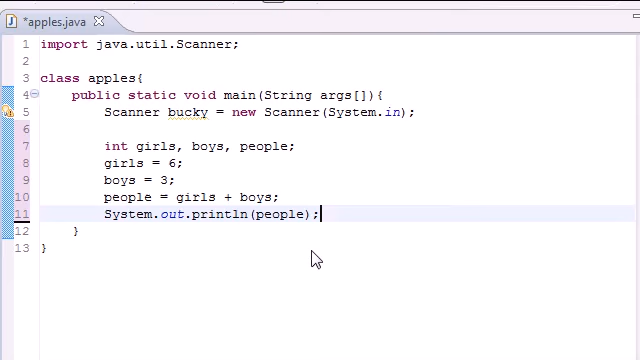 *apples.java
1 import java.util.Scanner;
2
3 class apples{
4 public static void main(String args[]){
5 Scanner bucky = new Scanner(System.in);
6
7 int girls, boys, people;
8 girls = 6;
9 boys = 3;
10 people = girls + boys;
11 System.out.println(people);
12 }
13 }